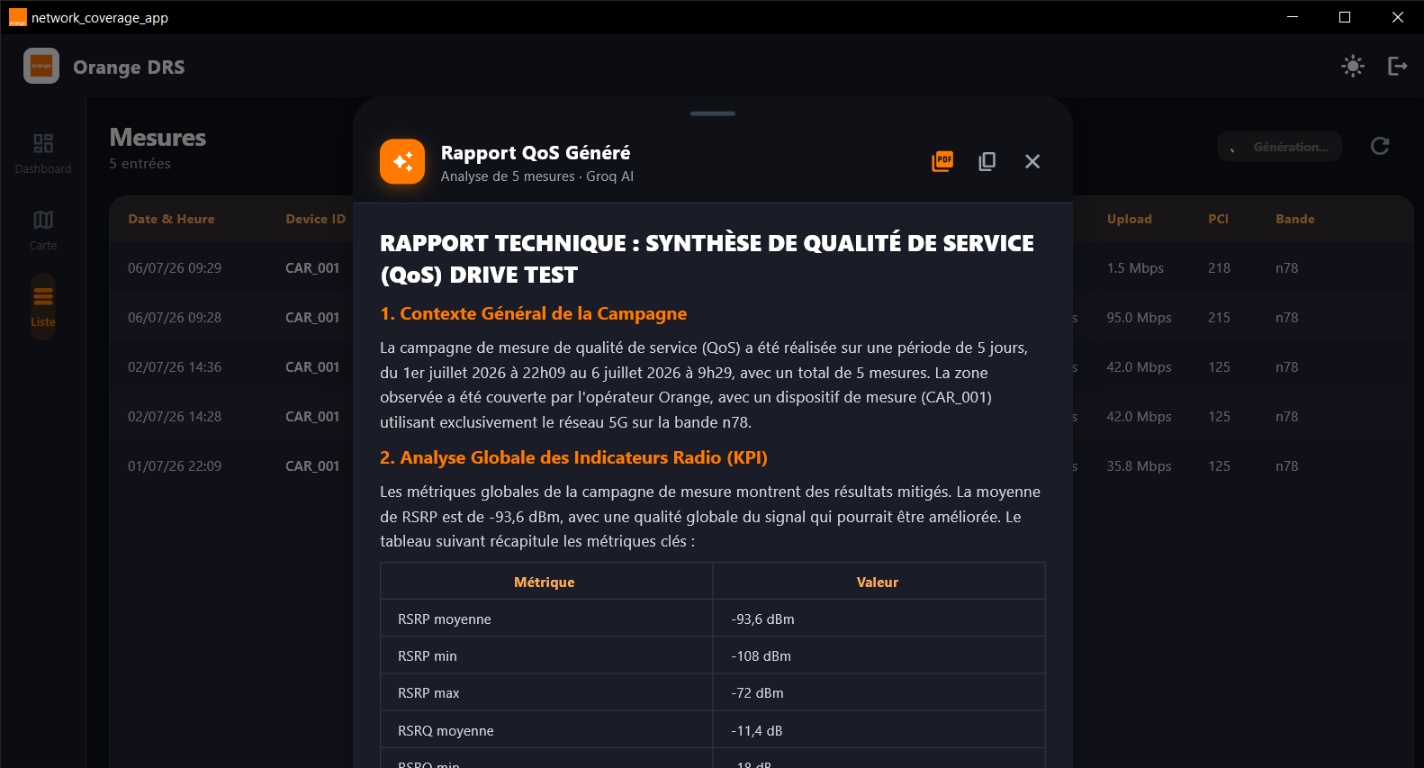 network_coverage_app
orange
Orange DRS
Dashboard
Carte
Liste
Mesures
5 entrées
Génération...
Date & Heure Device ID Upload PCI Bande
06/07/26 09:29 CAR_001 1.5 Mbps 218 n78
06/07/26 09:28 CAR_001 s 95.0 Mbps 215 n78
02/07/26 14:36 CAR_001 s 42.0 Mbps 125 n78
02/07/26 14:28 CAR_001 s 42.0 Mbps 125 n78
01/07/26 22:09 CAR_001 s 35.8 Mbps 125 n78
Rapport QoS Généré
Analyse de 5 mesures · Groq AI
PDF
RAPPORT TECHNIQUE : SYNTHÈSE DE QUALITÉ DE SERVICE
(QoS) DRIVE TEST
1. Contexte Général de la Campagne
La campagne de mesure de qualité de service (QoS) a été réalisée sur une période de 5 jours,
du 1er juillet 2026 à 22h09 au 6 juillet 2026 à 9h29, avec un total de 5 mesures. La zone
observée a été couverte par l'opérateur Orange, avec un dispositif de mesure (CAR_001)
utilisant exclusivement le réseau 5G sur la bande n78.
2. Analyse Globale des Indicateurs Radio (KPI)
Les métriques globales de la campagne de mesure montrent des résultats mitigés. La moyenne
de RSRP est de -93,6 dBm, avec une qualité globale du signal qui pourrait être améliorée. Le
tableau suivant récapitule les métriques clés :
Métrique Valeur
RSRP moyenne -93,6 dBm
RSRP min -108 dBm
RSRP max -72 dBm
RSRQ moyenne -11,4 dB
RSRQ min -18 dB